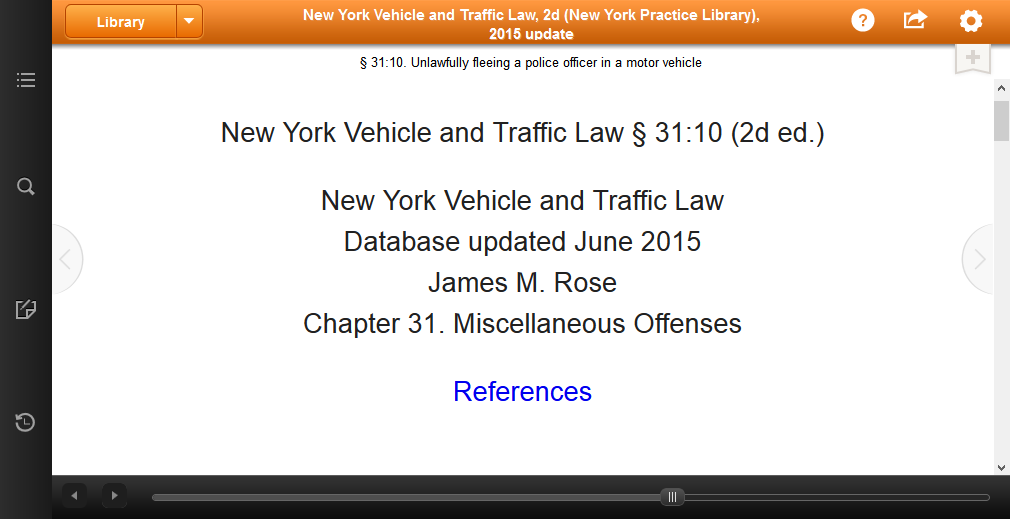 Library
New York Vehicle and Traffic Law, 2d (New York Practice Library),
2015 update
?
§ 31:10. Unlawfully fleeing a police officer in a motor vehicle
New York Vehicle and Traffic Law § 31:10 (2d ed.)
New York Vehicle and Traffic Law
Database updated June 2015
James M. Rose
Chapter 31. Miscellaneous Offenses
References